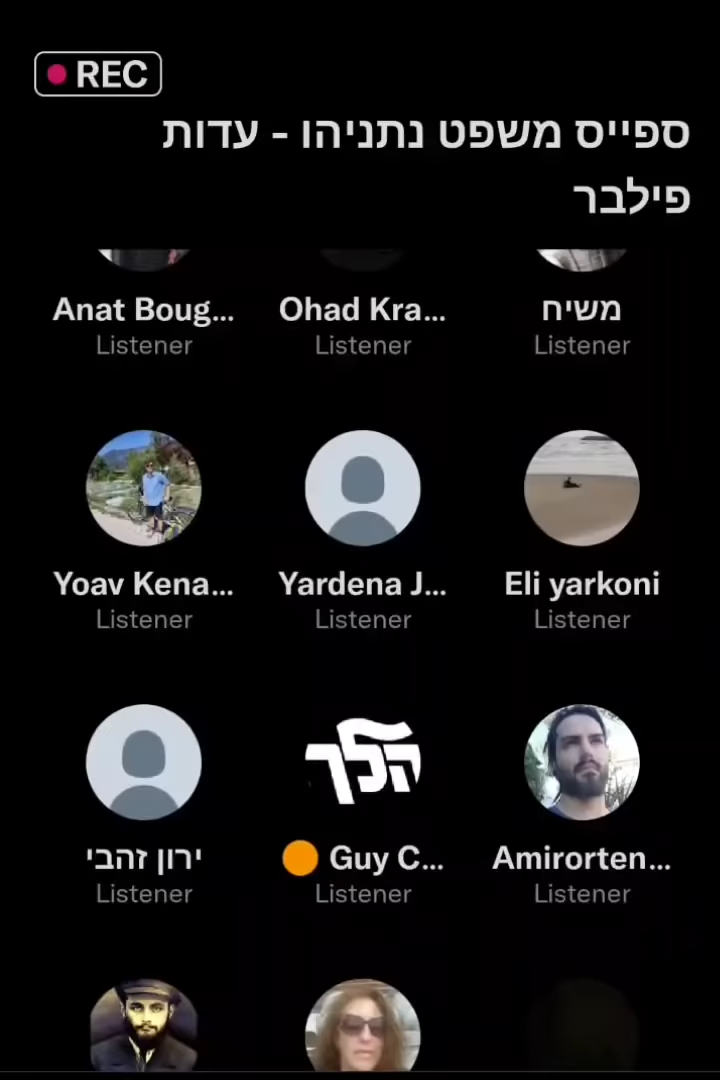 REC
ספייס משפט נתניהו - עדות
פילבר
Anat Boug... Ohad Kra... משיח
Listener Listener Listener
Yoav Kena... Yardena J... Eli yarkoni
Listener Listener Listener
הלך
ירון זהבי Guy C... Amirorten...
Listener Listener Listener